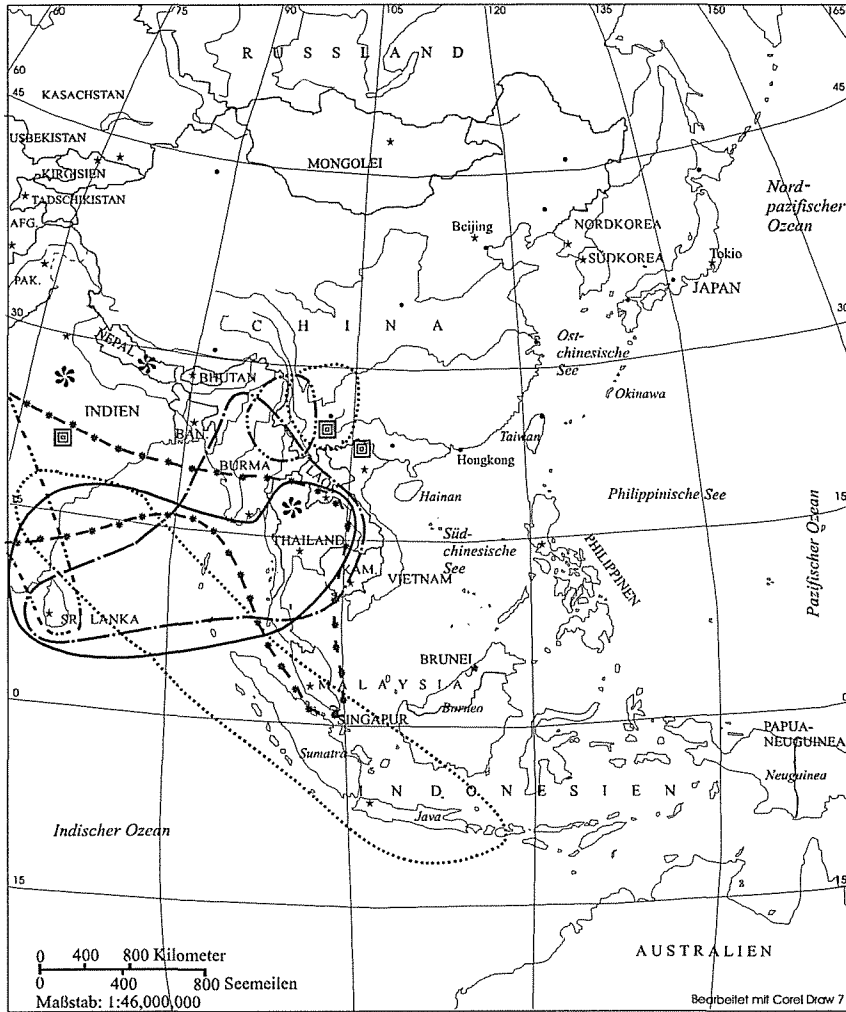 60 75 90 105 120 135 150 165
R U S S L A N D
60
45
45
KASACHSTAN
USBEKISTAN
KIRGISIEN
TADSCHIKISTAN
AFG.
PAK.
MONGOLEI
Beijing
NORDKOREA
SÜDKOREA
Tokio
JAPAN
Nord-
pazifischer
Ozean
30
30
C H I N A
NEPAL
BHUTAN
INDIEN
BAN.
BURMA
LAOS
Ost-
chinesische
See
Okinawa
Taiwan
Hongkong
Hainan
Philippinische See
15
15
THAILAND
KAM.
VIETNAM
Süd-
chinesische
See
PHILIPPINEN
Pazifischer Ozean
SRI LANKA
BRUNEI
M A L A Y S I A
0
0
SINGAPUR
Borneo
Sumatra
PAPUA-
NEUGUINEA
Neuguinea
I N D O N E S I E N
Java
Indischer Ozean
15
15
0 400 800 Kilometer
0 400 800 Seemeilen
Maßstab: 1:46,000,000
AUSTRALIEN
Bearbeitet mit Corel Draw 7